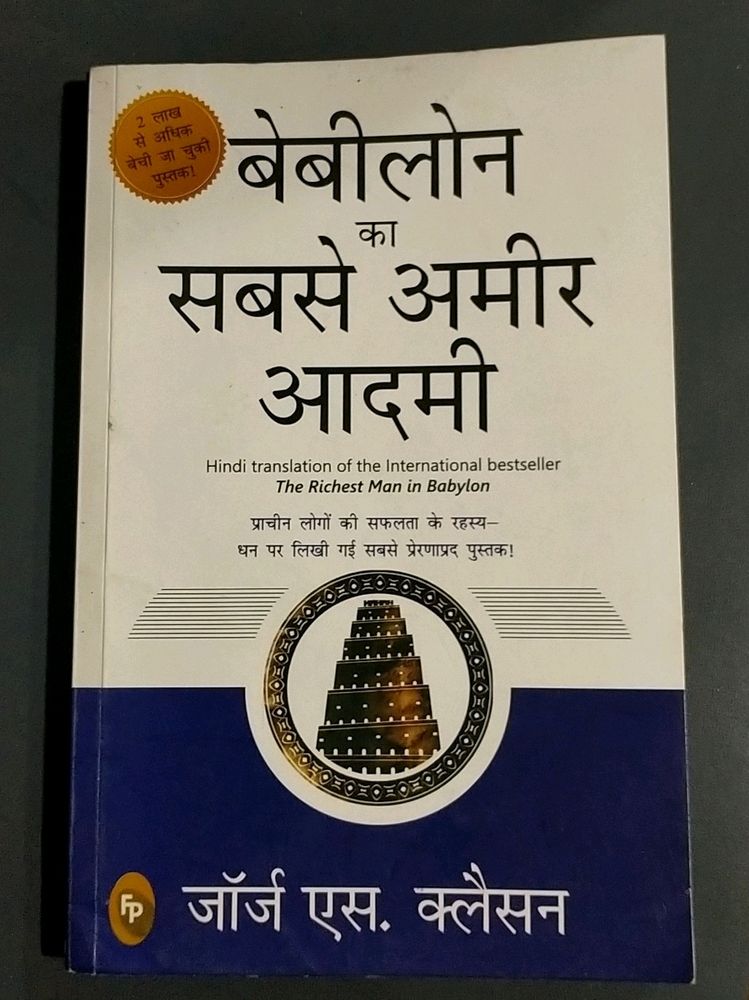 2 लाख
से अधिक
बेची जा चुकी
पुस्तक!
बेबीलोन
का
सबसे अमीर
आदमी
Hindi translation of the International bestseller
The Richest Man in Babylon
प्राचीन लोगों की सफलता के रहस्य–
धन पर लिखी गई सबसे प्रेरणाप्रद पुस्तक!
FP
जॉर्ज एस. क्लैसन